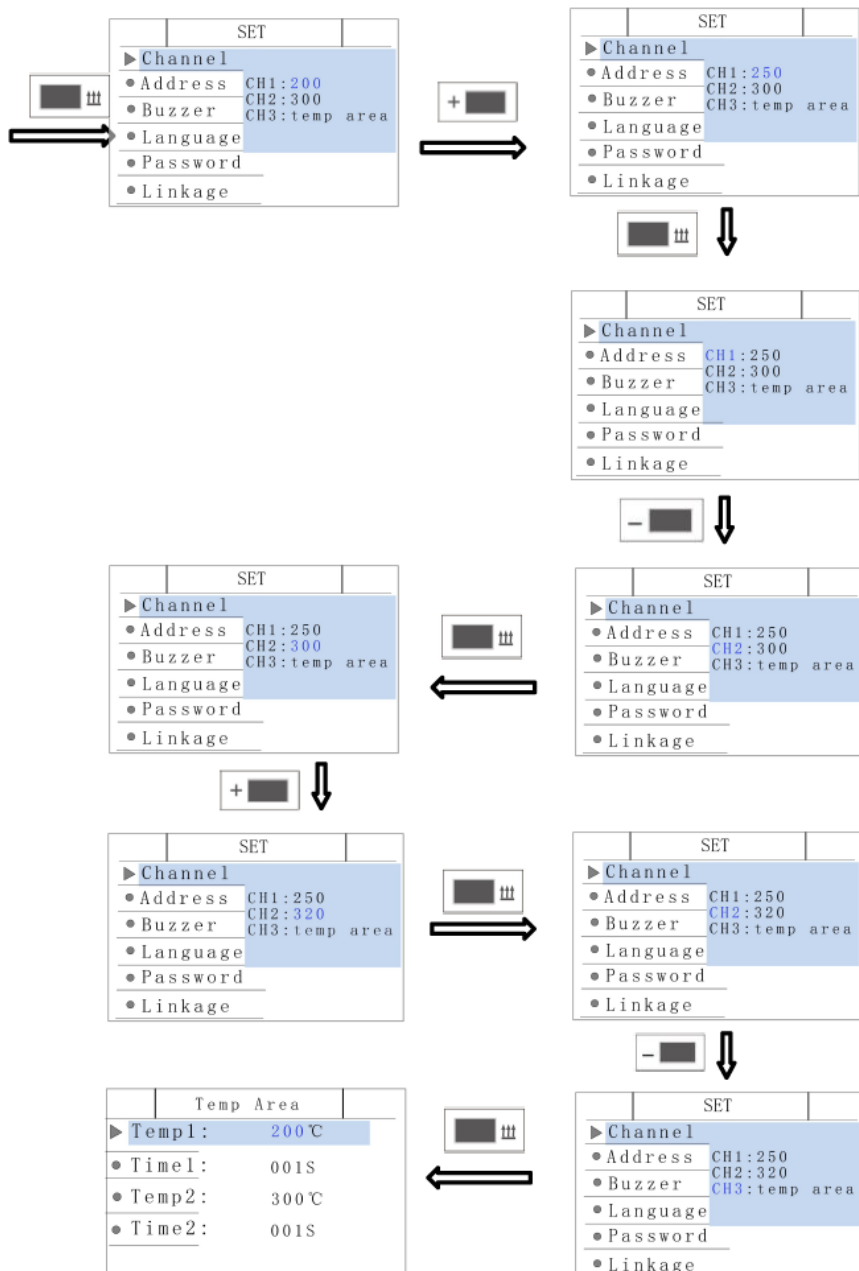 SET
Channel
Address CH1:200
CH2:300
Buzzer CH3:temp area
Language
Password
Linkage
+
SET
Channel
Address CH1:250
CH2:300
Buzzer CH3:temp area
Language
Password
Linkage
SET
Channel
Address CH1:250
CH2:300
Buzzer CH3:temp area
Language
Password
Linkage
−
SET
Channel
Address CH1:250
CH2:300
Buzzer CH3:temp area
Language
Password
Linkage
SET
Channel
Address CH1:250
CH2:300
Buzzer CH3:temp area
Language
Password
Linkage
+
SET
Channel
Address CH1:250
CH2:320
Buzzer CH3:temp area
Language
Password
Linkage
SET
Channel
Address CH1:250
CH2:320
Buzzer CH3:temp area
Language
Password
Linkage
−
SET
Channel
Address CH1:250
CH2:320
Buzzer CH3:temp area
Language
Password
Linkage
Temp Area
Temp1: 200℃
Time1: 001S
Temp2: 300℃
Time2: 001S